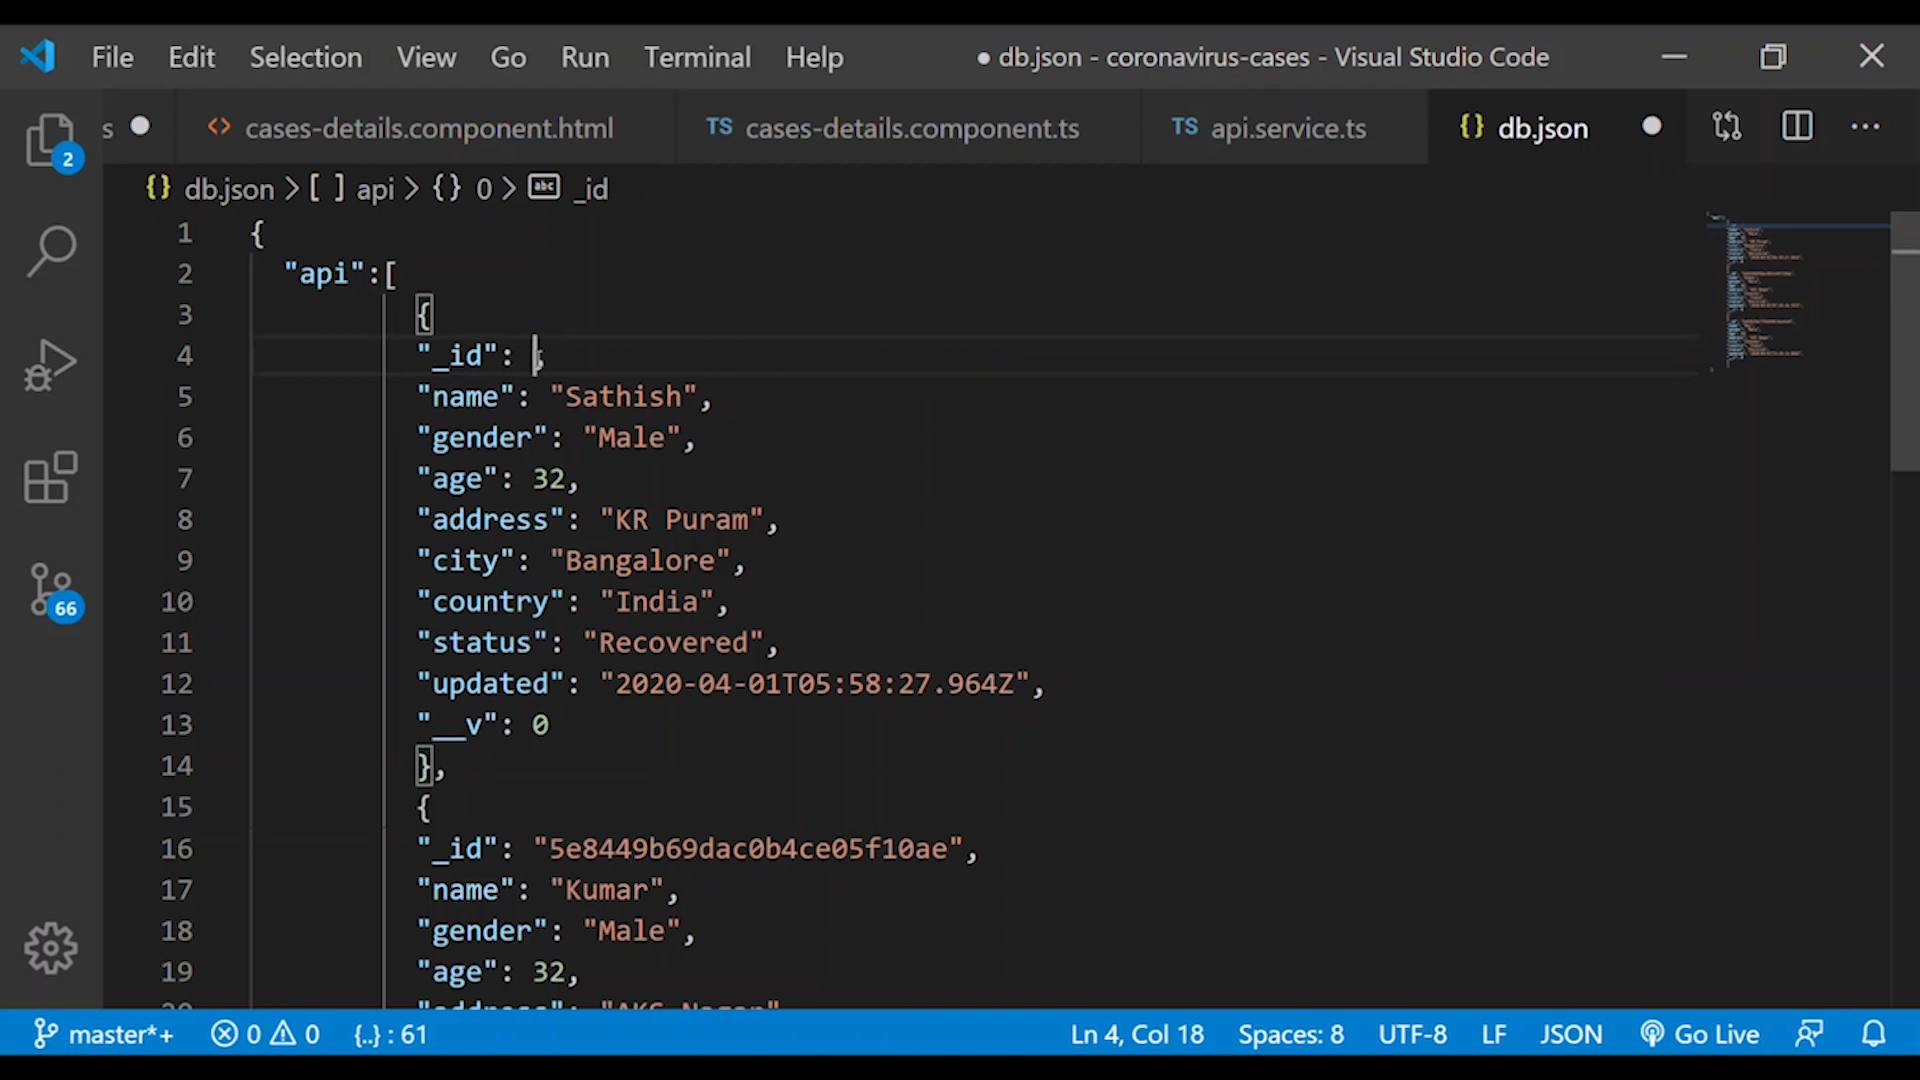 File Edit Selection View Go Run Terminal Help ● db.json - coronavirus-cases - Visual Studio Code
2
66
s cases-details.component.html TS cases-details.component.ts TS api.service.ts {} db.json
{} db.json > [ ] api > {} 0 > abc _id
1 {
2 "api":[
3 {
4 "_id": ,
5 "name": "Sathish",
6 "gender": "Male",
7 "age": 32,
8 "address": "KR Puram",
9 "city": "Bangalore",
10 "country": "India",
11 "status": "Recovered",
12 "updated": "2020-04-01T05:58:27.964Z",
13 "__v": 0
14 },
15 {
16 "_id": "5e8449b69dac0b4ce05f10ae",
17 "name": "Kumar",
18 "gender": "Male",
19 "age": 32,
master*+ 0 0 {..} : 61 Ln 4, Col 18 Spaces: 8 UTF-8 LF JSON Go Live